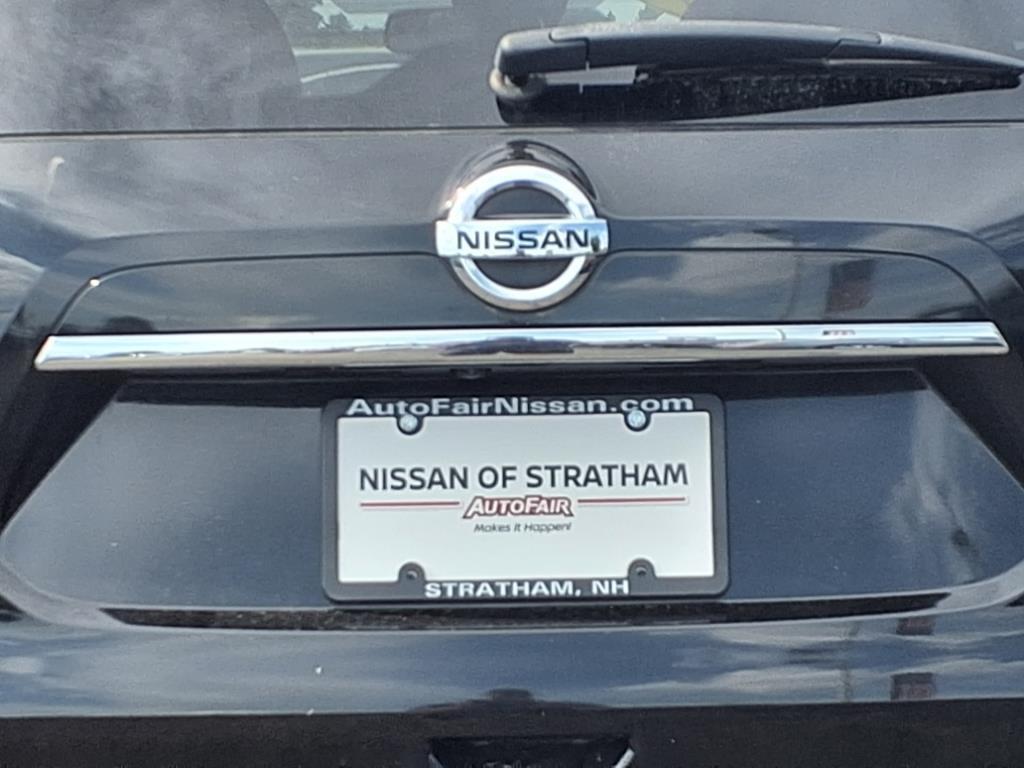 NISSAN
AutoFairNissan.com
NISSAN OF STRATHAM
AUTOFAIR
Makes it Happen!
STRATHAM, NH